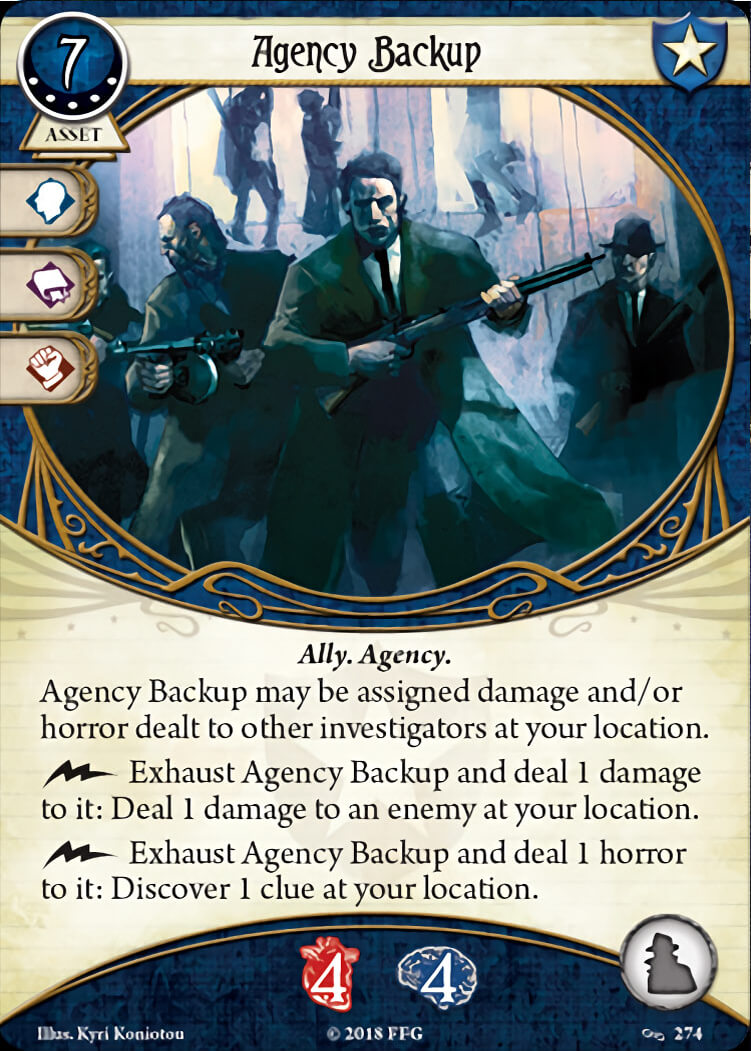 7
Agency Backup
ASSET
Ally. Agency.
Agency Backup may be assigned damage and/or
horror dealt to other investigators at your location.
Exhaust Agency Backup and deal 1 damage
to it: Deal 1 damage to an enemy at your location.
Exhaust Agency Backup and deal 1 horror
to it: Discover 1 clue at your location.
4
4
Illus. Kyri Koniotou
© 2018 FFG
274